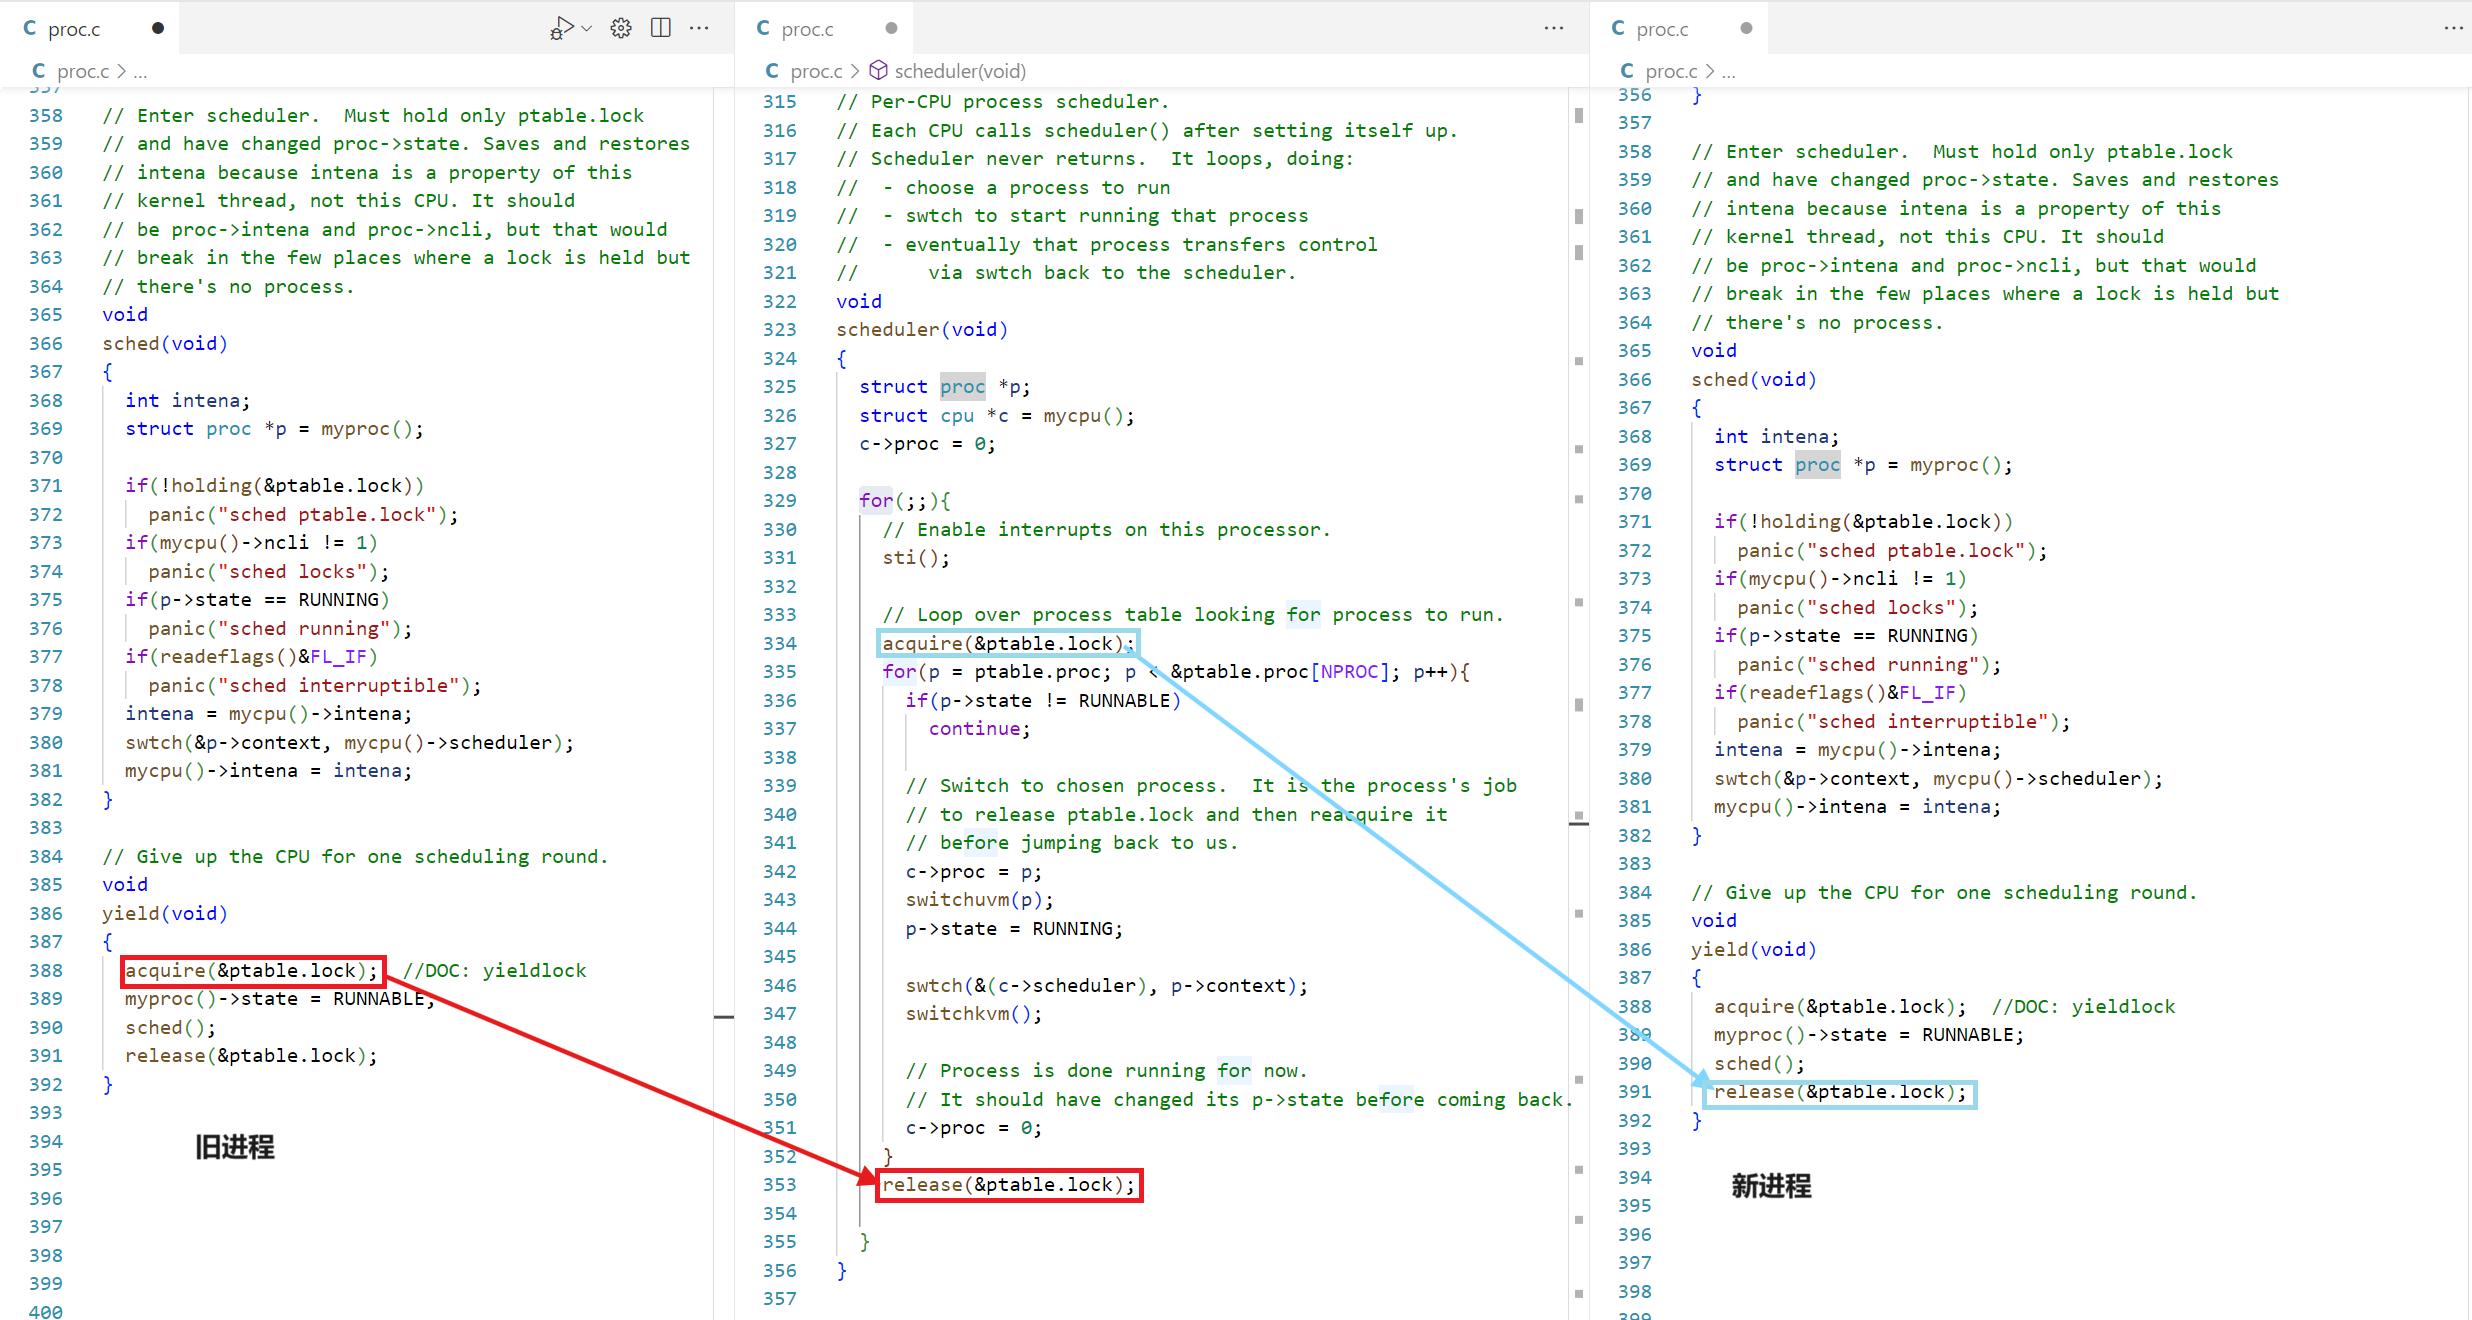 C proc.c
C proc.c > ...
357
358 // Enter scheduler.  Must hold only ptable.lock
359 // and have changed proc->state. Saves and restores
360 // intena because intena is a property of this
361 // kernel thread, not this CPU. It should
362 // be proc->intena and proc->ncli, but that would
363 // break in the few places where a lock is held but
364 // there's no process.
365 void
366 sched(void)
367 {
368   int intena;
369   struct proc *p = myproc();
370
371   if(!holding(&ptable.lock))
372     panic("sched ptable.lock");
373   if(mycpu()->ncli != 1)
374     panic("sched locks");
375   if(p->state == RUNNING)
376     panic("sched running");
377   if(readeflags()&FL_IF)
378     panic("sched interruptible");
379   intena = mycpu()->intena;
380   swtch(&p->context, mycpu()->scheduler);
381   mycpu()->intena = intena;
382 }
383
384 // Give up the CPU for one scheduling round.
385 void
386 yield(void)
387 {
388   acquire(&ptable.lock);  //DOC: yieldlock
389   myproc()->state = RUNNABLE;
390   sched();
391   release(&ptable.lock);
392 }
393
394
旧进程
395
396
397
398
399
400
C proc.c
C proc.c > scheduler(void)
315 // Per-CPU process scheduler.
316 // Each CPU calls scheduler() after setting itself up.
317 // Scheduler never returns.  It loops, doing:
318 //  - choose a process to run
319 //  - swtch to start running that process
320 //  - eventually that process transfers control
321 //      via swtch back to the scheduler.
322 void
323 scheduler(void)
324 {
325   struct proc *p;
326   struct cpu *c = mycpu();
327   c->proc = 0;
328
329   for(;;){
330     // Enable interrupts on this processor.
331     sti();
332
333     // Loop over process table looking for process to run.
334     acquire(&ptable.lock);
335     for(p = ptable.proc; p < &ptable.proc[NPROC]; p++){
336       if(p->state != RUNNABLE)
337         continue;
338
339       // Switch to chosen process.  It is the process's job
340       // to release ptable.lock and then reacquire it
341       // before jumping back to us.
342       c->proc = p;
343       switchuvm(p);
344       p->state = RUNNING;
345
346       swtch(&(c->scheduler), p->context);
347       switchkvm();
348
349       // Process is done running for now.
350       // It should have changed its p->state before coming back.
351       c->proc = 0;
352     }
353     release(&ptable.lock);
354
355   }
356 }
357
C proc.c
C proc.c > ...
356 }
357
358 // Enter scheduler.  Must hold only ptable.lock
359 // and have changed proc->state. Saves and restores
360 // intena because intena is a property of this
361 // kernel thread, not this CPU. It should
362 // be proc->intena and proc->ncli, but that would
363 // break in the few places where a lock is held but
364 // there's no process.
365 void
366 sched(void)
367 {
368   int intena;
369   struct proc *p = myproc();
370
371   if(!holding(&ptable.lock))
372     panic("sched ptable.lock");
373   if(mycpu()->ncli != 1)
374     panic("sched locks");
375   if(p->state == RUNNING)
376     panic("sched running");
377   if(readeflags()&FL_IF)
378     panic("sched interruptible");
379   intena = mycpu()->intena;
380   swtch(&p->context, mycpu()->scheduler);
381   mycpu()->intena = intena;
382 }
383
384 // Give up the CPU for one scheduling round.
385 void
386 yield(void)
387 {
388   acquire(&ptable.lock);  //DOC: yieldlock
389   myproc()->state = RUNNABLE;
390   sched();
391   release(&ptable.lock);
392 }
393
394
新进程
395
396
397
398
399